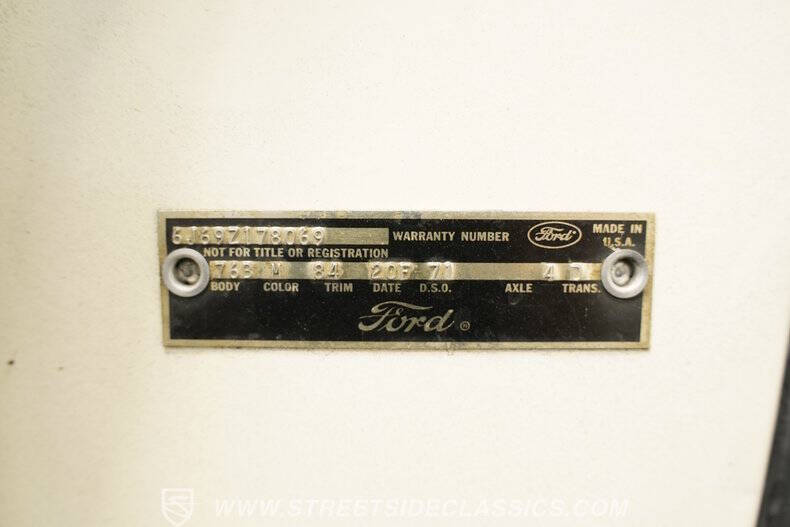 6J69Z178069 WARRANTY NUMBER Ford MADE IN U.S.A.
NOT FOR TITLE OR REGISTRATION
76B M 84 20F 71 4 D
BODY COLOR TRIM DATE D.S.O. AXLE TRANS.
Ford ®
WWW.STREETSIDECLASSICS.COM